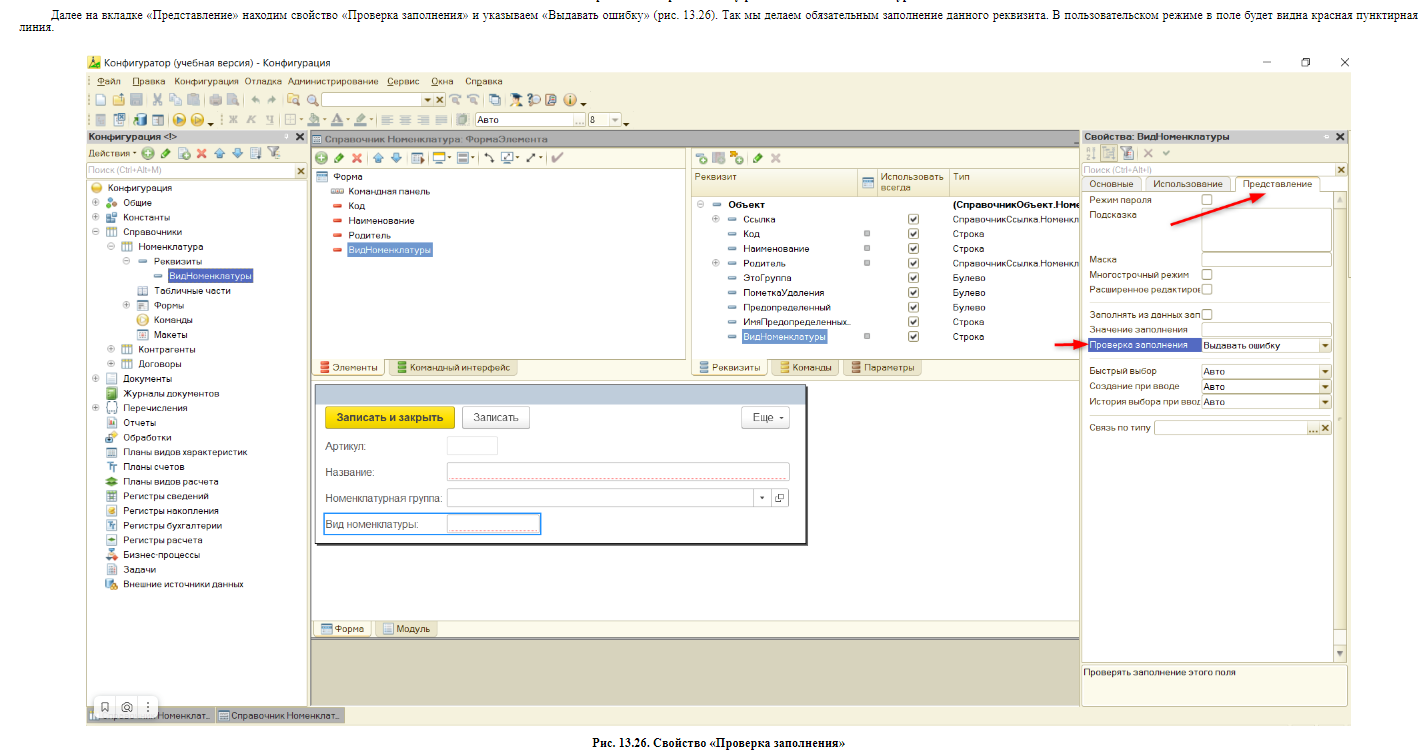 Далее на вкладке «Представление» находим свойство «Проверка заполнения» и указываем «Выдавать ошибку» (рис. 13.26). Так мы делаем обязательным заполнение данного реквизита. В пользовательском режиме в поле будет видна красная пунктирная
линия.
Конфигуратор (учебная версия) - Конфигурация
Файл Правка Конфигурация Отладка Администрирование Сервис Окна Справка
Авто 8
Конфигурация <!>
Действия
Поиск (Ctrl+Alt+M)
Конфигурация
Общие
Константы
Справочники
Номенклатура
Реквизиты
ВидНоменклатуры
Табличные части
Формы
Команды
Макеты
Контрагенты
Договоры
Документы
Журналы документов
Перечисления
Отчеты
Обработки
Планы видов характеристик
Планы счетов
Планы видов расчета
Регистры сведений
Регистры накопления
Регистры бухгалтерии
Регистры расчета
Бизнес-процессы
Задачи
Внешние источники данных
Справочник Номенклатура: ФормаЭлемента
Форма
Командная панель
Код
Наименование
Родитель
ВидНоменклатуры
Элементы Командный интерфейс
Реквизит Использовать всегда Тип
Объект (СправочникОбъект.Номе
Ссылка СправочникСсылка.Номенкл
Код Строка
Наименование Строка
Родитель СправочникСсылка.Номенкл
ЭтоГруппа Булево
ПометкаУдаления Булево
Предопределенный Булево
ИмяПредопределенных... Строка
ВидНоменклатуры Строка
Реквизиты Команды Параметры
Записать и закрыть Записать Еще
Артикул:
Название:
Номенклатурная группа:
Вид номенклатуры:
Форма Модуль
Свойства: ВидНоменклатуры
Поиск (Ctrl+Alt+I)
Основные Использование Представление
Режим пароля
Подсказка
Маска
Многострочный режим
Расширенное редактиров
Заполнять из данных зап
Значение заполнения
Проверка заполнения Выдавать ошибку
Быстрый выбор Авто
Создание при вводе Авто
История выбора при ввод Авто
Связь по типу ...
Проверять заполнение этого поля
Номенклат... Справочник Номенклат...
Рис. 13.26. Свойство «Проверка заполнения»